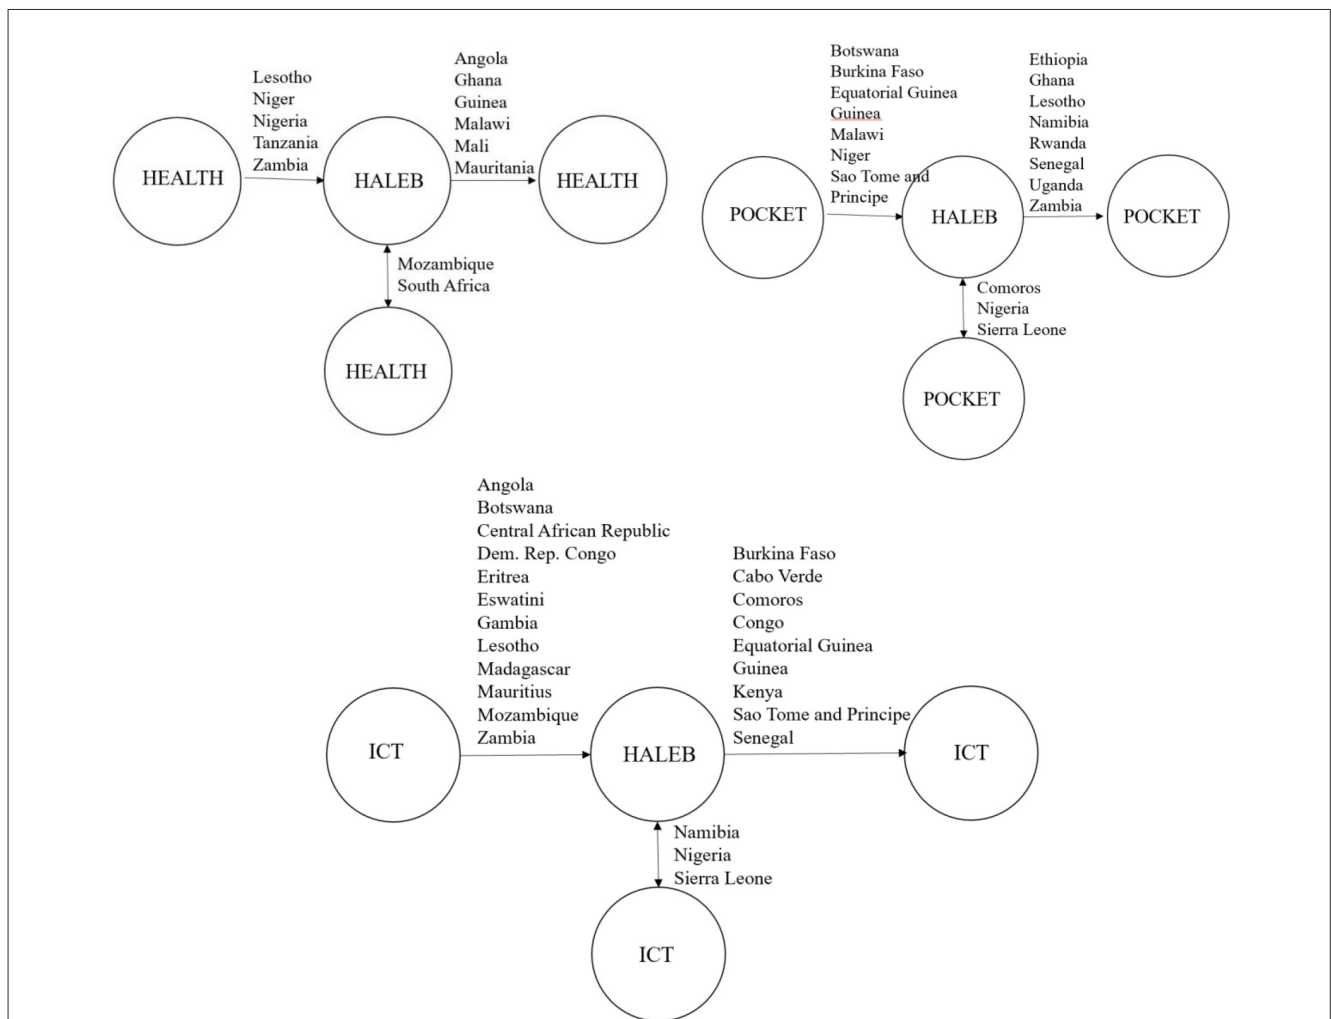 Lesotho
Niger
Nigeria
Tanzania
Zambia
Angola
Ghana
Guinea
Malawi
Mali
Mauritania
HEALTH
HALEB
HEALTH
Mozambique
South Africa
HEALTH
Botswana
Burkina Faso
Equatorial Guinea
Guinea
Malawi
Niger
Sao Tome and
Principe
Ethiopia
Ghana
Lesotho
Namibia
Rwanda
Senegal
Uganda
Zambia
POCKET
HALEB
POCKET
Comoros
Nigeria
Sierra Leone
POCKET
Angola
Botswana
Central African Republic
Dem. Rep. Congo
Eritrea
Eswatini
Gambia
Lesotho
Madagascar
Mauritius
Mozambique
Zambia
Burkina Faso
Cabo Verde
Comoros
Congo
Equatorial Guinea
Guinea
Kenya
Sao Tome and Principe
Senegal
ICT
HALEB
ICT
Namibia
Nigeria
Sierra Leone
ICT